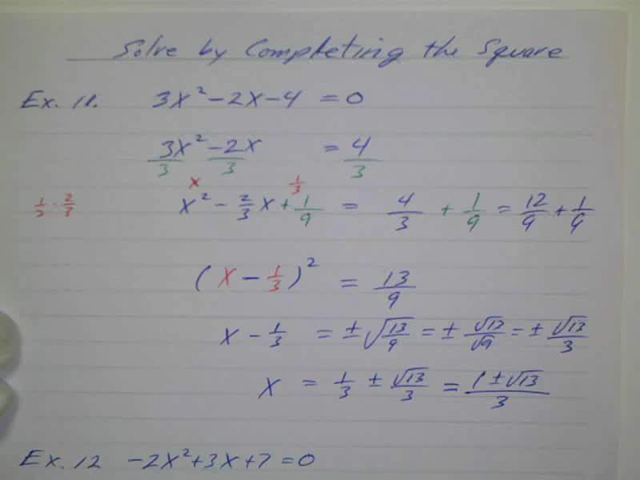 Solve by Completing the Square
Ex. 11. 3x² - 2x - 4 = 0
3x²/3 - 2x/3 = 4/3
x 1/3
1/2 · 2/3 x² - 2/3 x + 1/9 = 4/3 + 1/9 = 12/9 + 1/9
(x - 1/3)² = 13/9
x - 1/3 = ±√(13/9) = ± √13/√9 = ± √13/3
x = 1/3 ± √13/3 = (1 ± √13)/3
Ex. 12 -2x² + 3x + 7 = 0